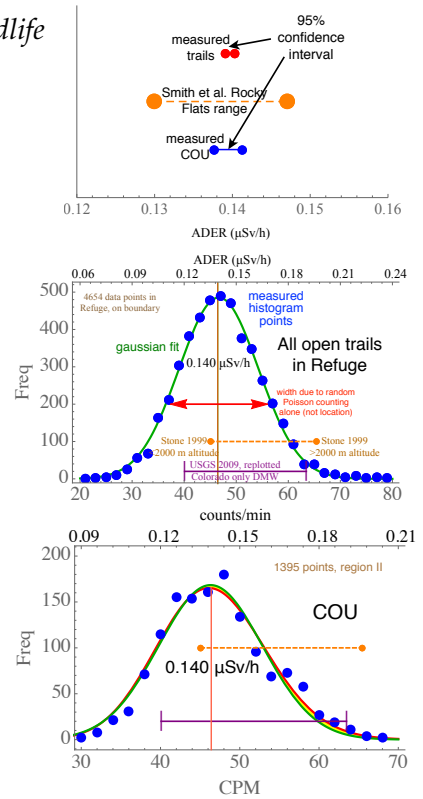 dlife
95%
confidence
interval
measured
trails
Smith et al. Rocky
Flats range
measured
COU
0.12 0.13 0.14 0.15 0.16
ADER (μSv/h)
ADER (μSv/h)
0.06 0.09 0.12 0.15 0.18 0.21 0.24
500
400
300
200
100
0
Freq
4654 data points in
Refuge, on boundary
measured
histogram
points
gaussian fit
0.140 μSv/h
All open trails
in Refuge
width due to random
Poisson counting
alone (not location)
Stone 1999
>2000 m altitude
Stone 1999
>2000 m altitude
USGS 2009, replotted
Colorado only DMW
20 30 40 50 60 70 80
counts/min
0.09 0.12 0.15 0.18 0.21
200
150
100
50
0
Freq
1395 points, region II
COU
0.140 μSv/h
30 40 50 60 70
CPM